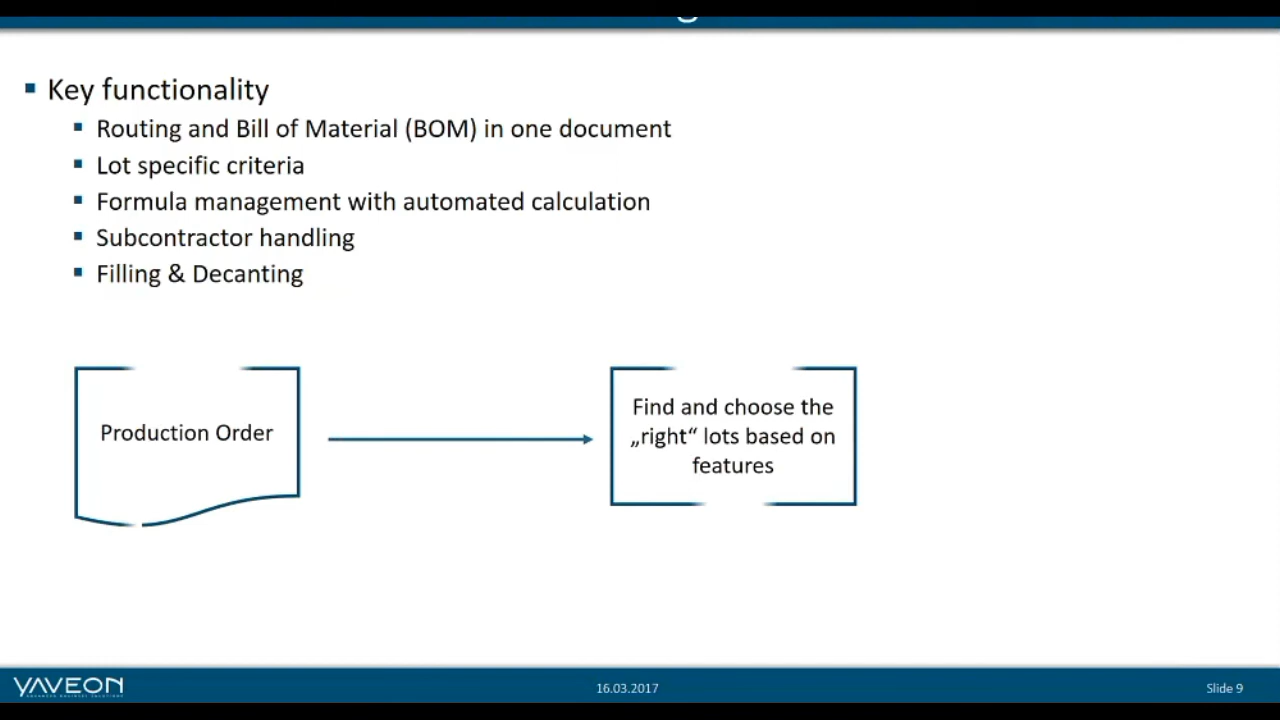 Key functionality
Routing and Bill of Material (BOM) in one document
Lot specific criteria
Formula management with automated calculation
Subcontractor handling
Filling & Decanting
Production Order
Find and choose the
„right“ lots based on
features
YAVEON
16.03.2017
Slide 9